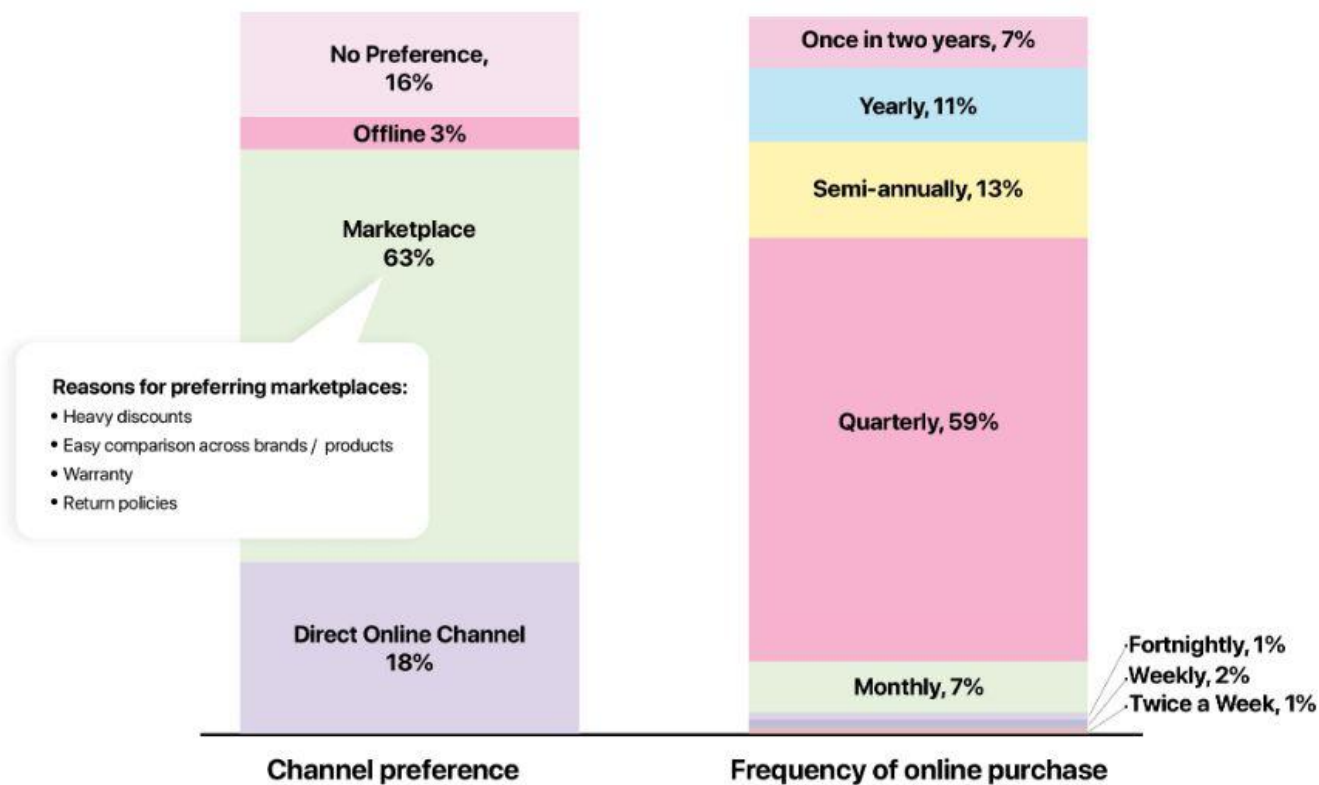 No Preference,
16%
Offline 3%
Marketplace
63%
Reasons for preferring marketplaces:
• Heavy discounts
• Easy comparison across brands / products
• Warranty
• Return policies
Direct Online Channel
18%
Channel preference
Once in two years, 7%
Yearly, 11%
Semi-annually, 13%
Quarterly, 59%
Monthly, 7%
Fortnightly, 1%
Weekly, 2%
Twice a Week, 1%
Frequency of online purchase